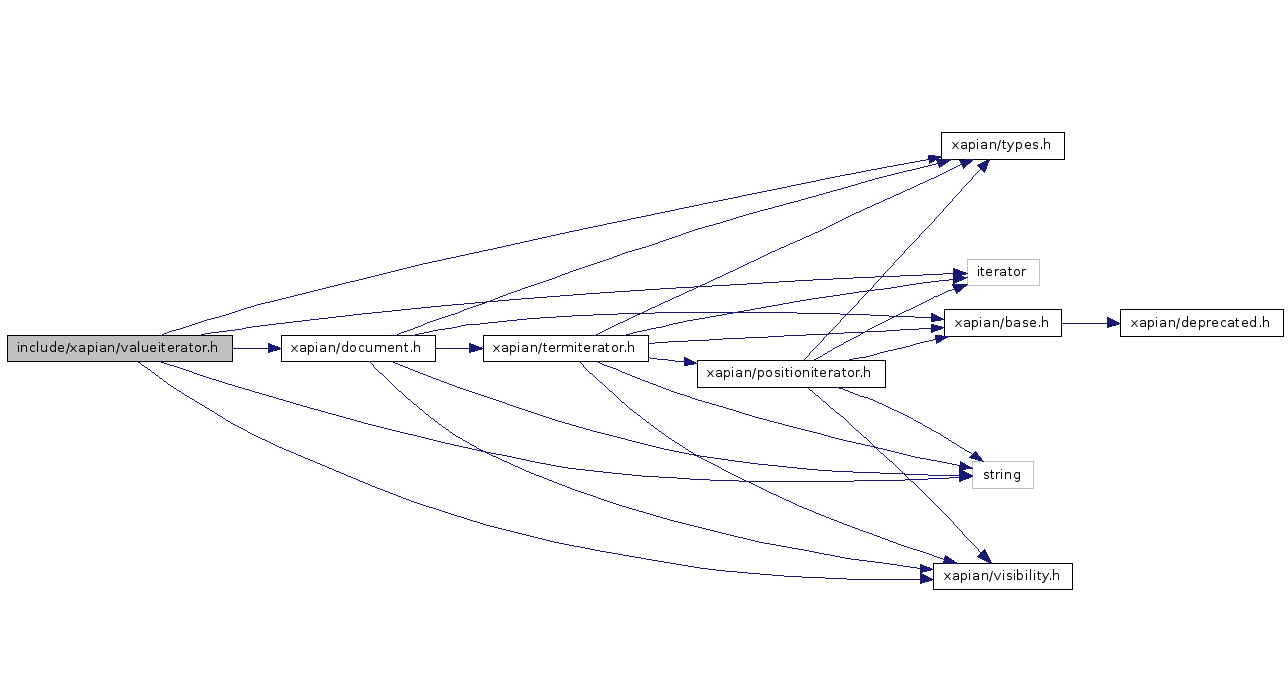 xapian/types.h
iterator
xapian/base.h
xapian/deprecated.h
include/xapian/valueiterator.h
xapian/document.h
xapian/termiterator.h
xapian/positioniterator.h
string
xapian/visibility.h